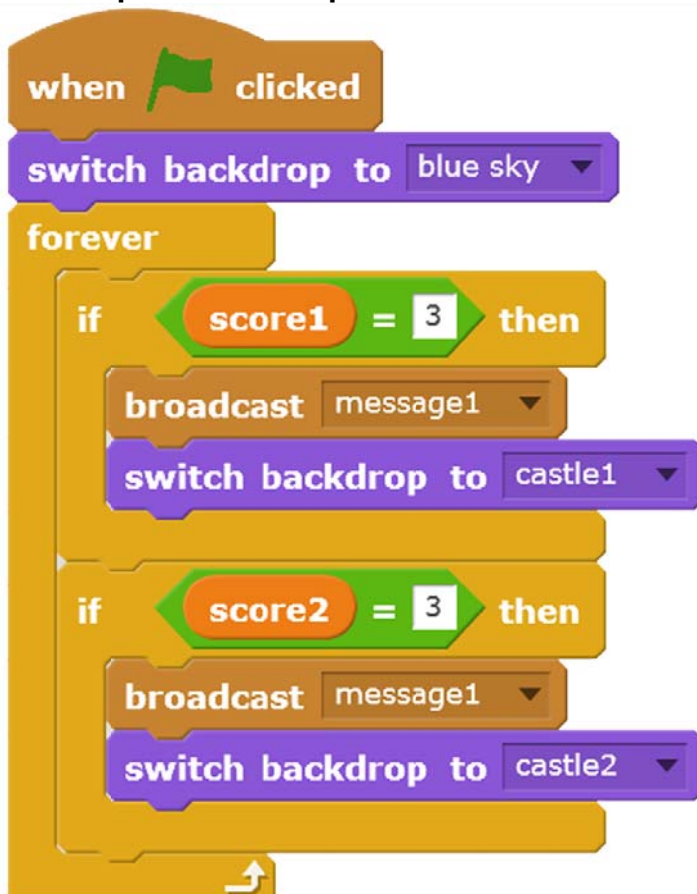 when clicked
switch backdrop to blue sky
forever
if score1 = 3 then
broadcast message1
switch backdrop to castle1
if score2 = 3 then
broadcast message1
switch backdrop to castle2